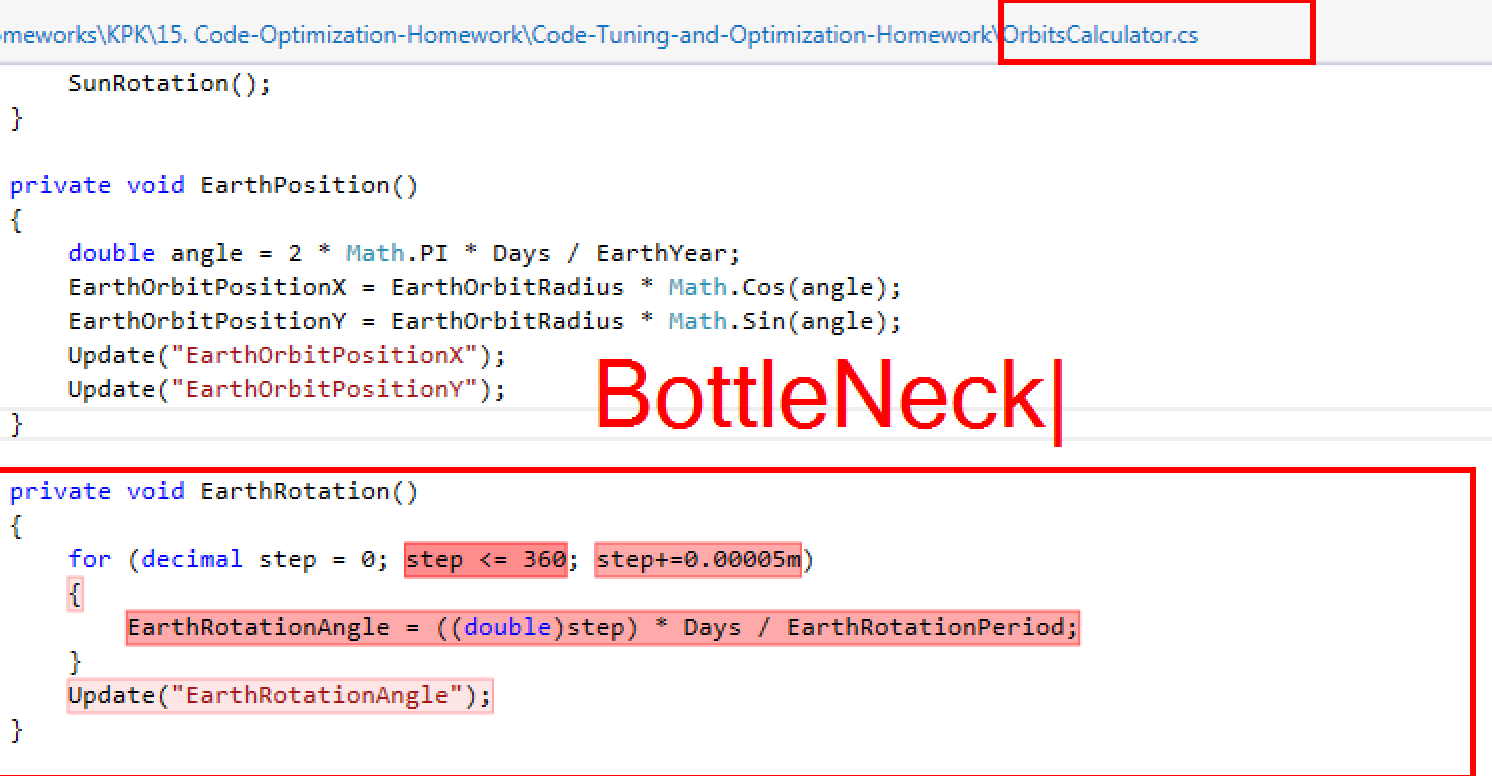 omeworks\KPK\15. Code-Optimization-Homework\Code-Tuning-and-Optimization-Homework\OrbitsCalculator.cs
SunRotation();
}
private void EarthPosition()
{
double angle = 2 * Math.PI * Days / EarthYear;
EarthOrbitPositionX = EarthOrbitRadius * Math.Cos(angle);
EarthOrbitPositionY = EarthOrbitRadius * Math.Sin(angle);
Update("EarthOrbitPositionX");
Update("EarthOrbitPositionY");
BottleNeck
}
private void EarthRotation()
{
for (decimal step = 0; step <= 360; step+=0.00005m)
{
EarthRotationAngle = ((double)step) * Days / EarthRotationPeriod;
}
Update("EarthRotationAngle");
}